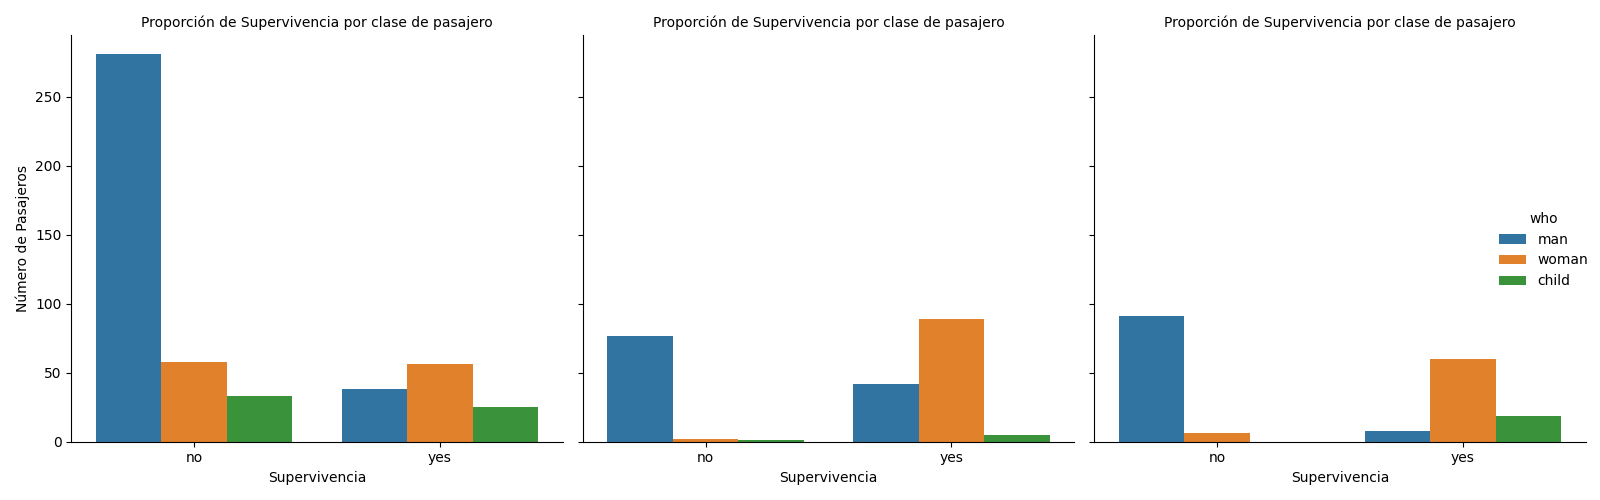 Proporción de Supervivencia por clase de pasajero
Proporción de Supervivencia por clase de pasajero
Proporción de Supervivencia por clase de pasajero
Número de Pasajeros
250
200
150
100
50
0
no
yes
no
yes
no
yes
Supervivencia
Supervivencia
Supervivencia
who
man
woman
child